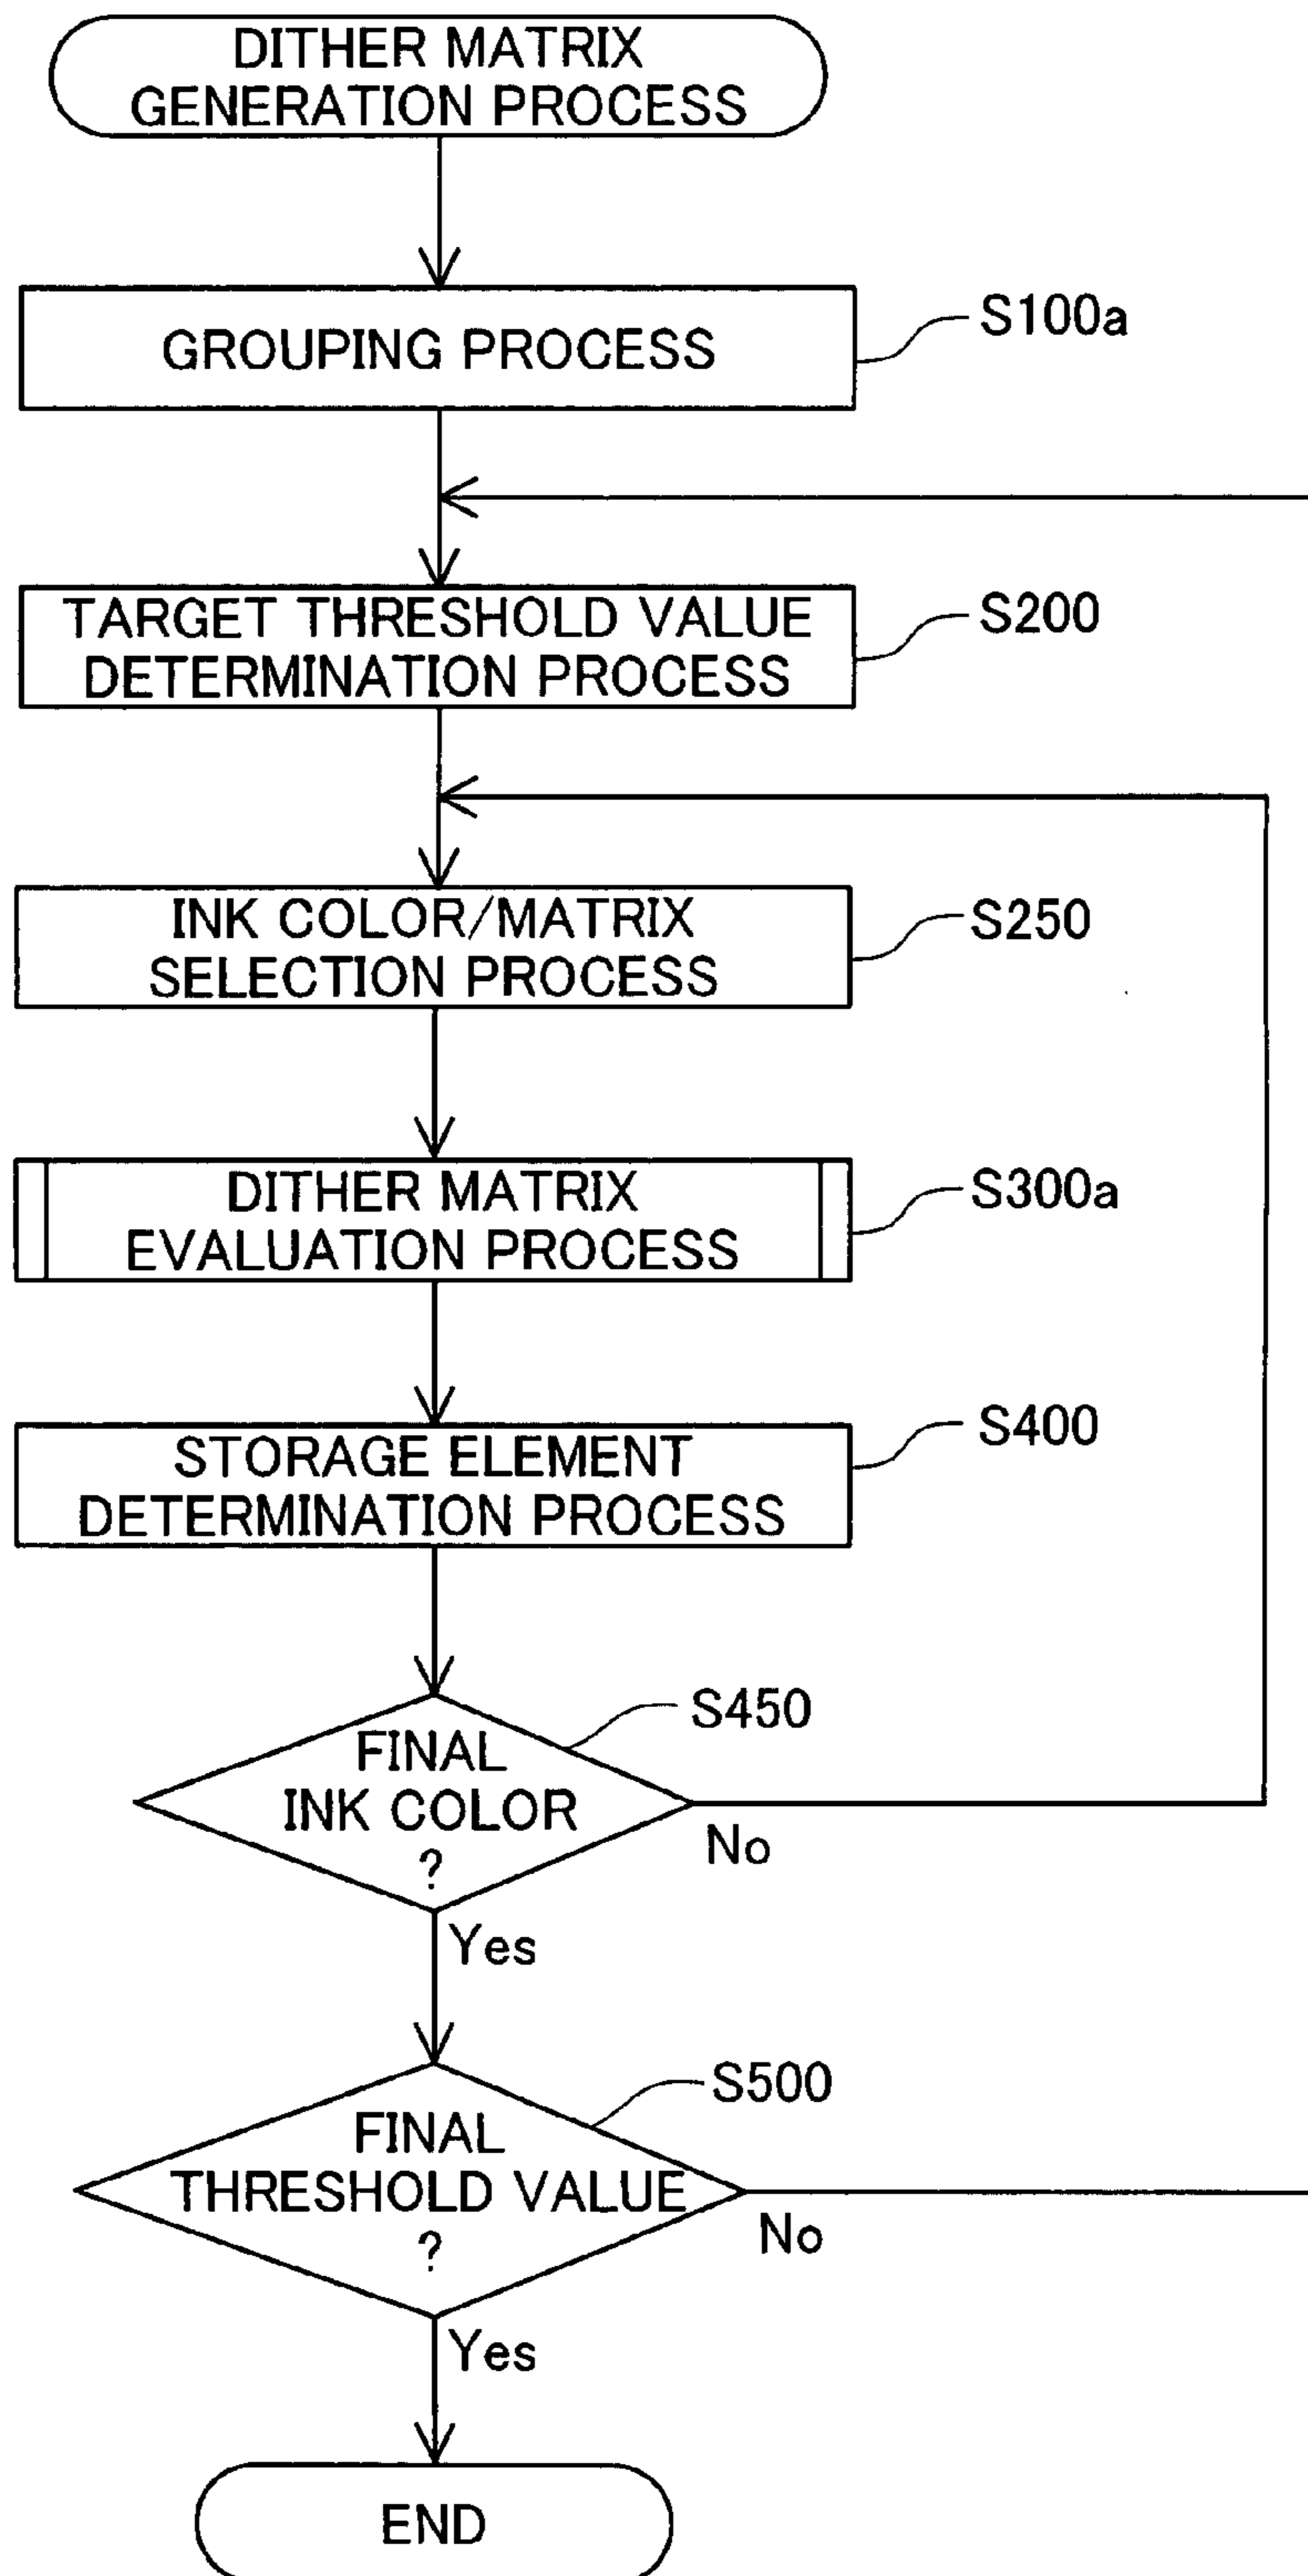 DITHER MATRIX
GENERATION PROCESS
GROUPING PROCESS
S100a
TARGET THRESHOLD VALUE
DETERMINATION PROCESS
S200
INK COLOR/MATRIX
SELECTION PROCESS
S250
DITHER MATRIX
EVALUATION PROCESS
S300a
STORAGE ELEMENT
DETERMINATION PROCESS
S400
S450
FINAL
INK COLOR
?
No
Yes
S500
FINAL
THRESHOLD VALUE
?
No
Yes
END